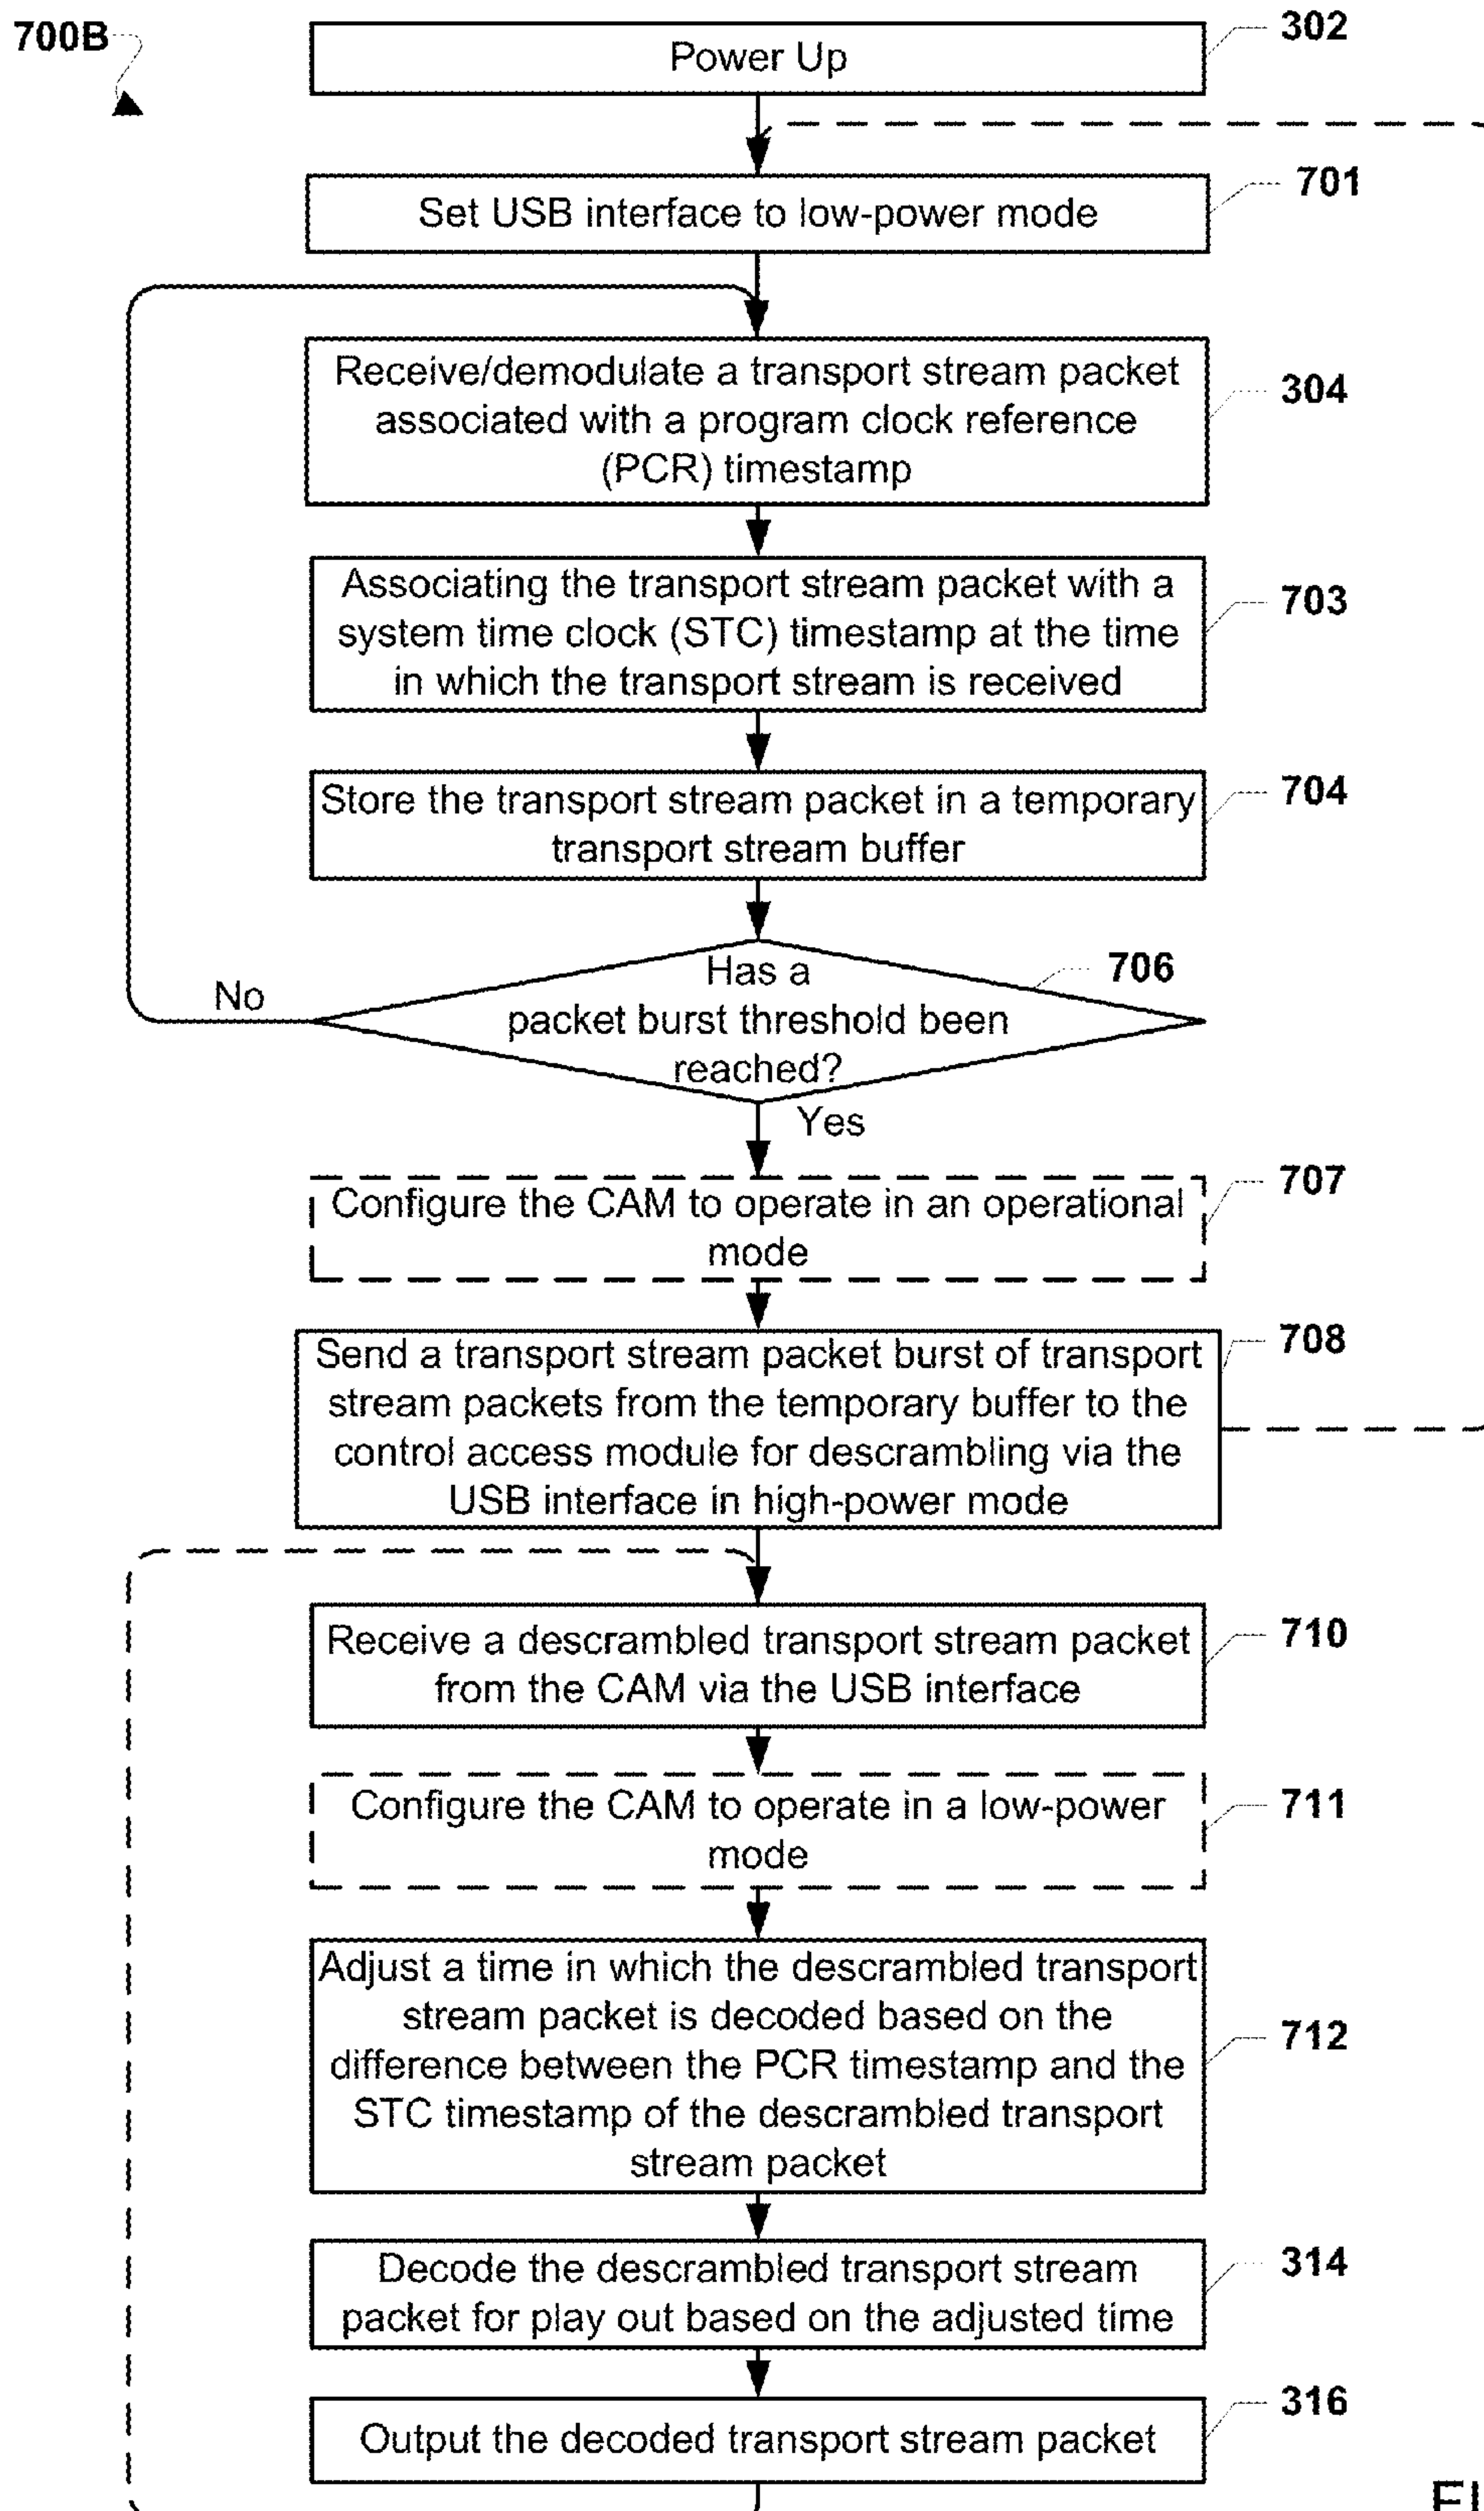 700B
Power Up
302
Set USB interface to low-power mode
701
Receive/demodulate a transport stream packet
associated with a program clock reference
(PCR) timestamp
304
Associating the transport stream packet with a
system time clock (STC) timestamp at the time
in which the transport stream is received
703
Store the transport stream packet in a temporary
transport stream buffer
704
Has a
packet burst threshold been
reached?
706
No
Yes
Configure the CAM to operate in an operational
mode
707
Send a transport stream packet burst of transport
stream packets from the temporary buffer to the
control access module for descrambling via the
USB interface in high-power mode
708
Receive a descrambled transport stream packet
from the CAM via the USB interface
710
Configure the CAM to operate in a low-power
mode
711
Adjust a time in which the descrambled transport
stream packet is decoded based on the
difference between the PCR timestamp and the
STC timestamp of the descrambled transport
stream packet
712
Decode the descrambled transport stream
packet for play out based on the adjusted time
314
Output the decoded transport stream packet
316